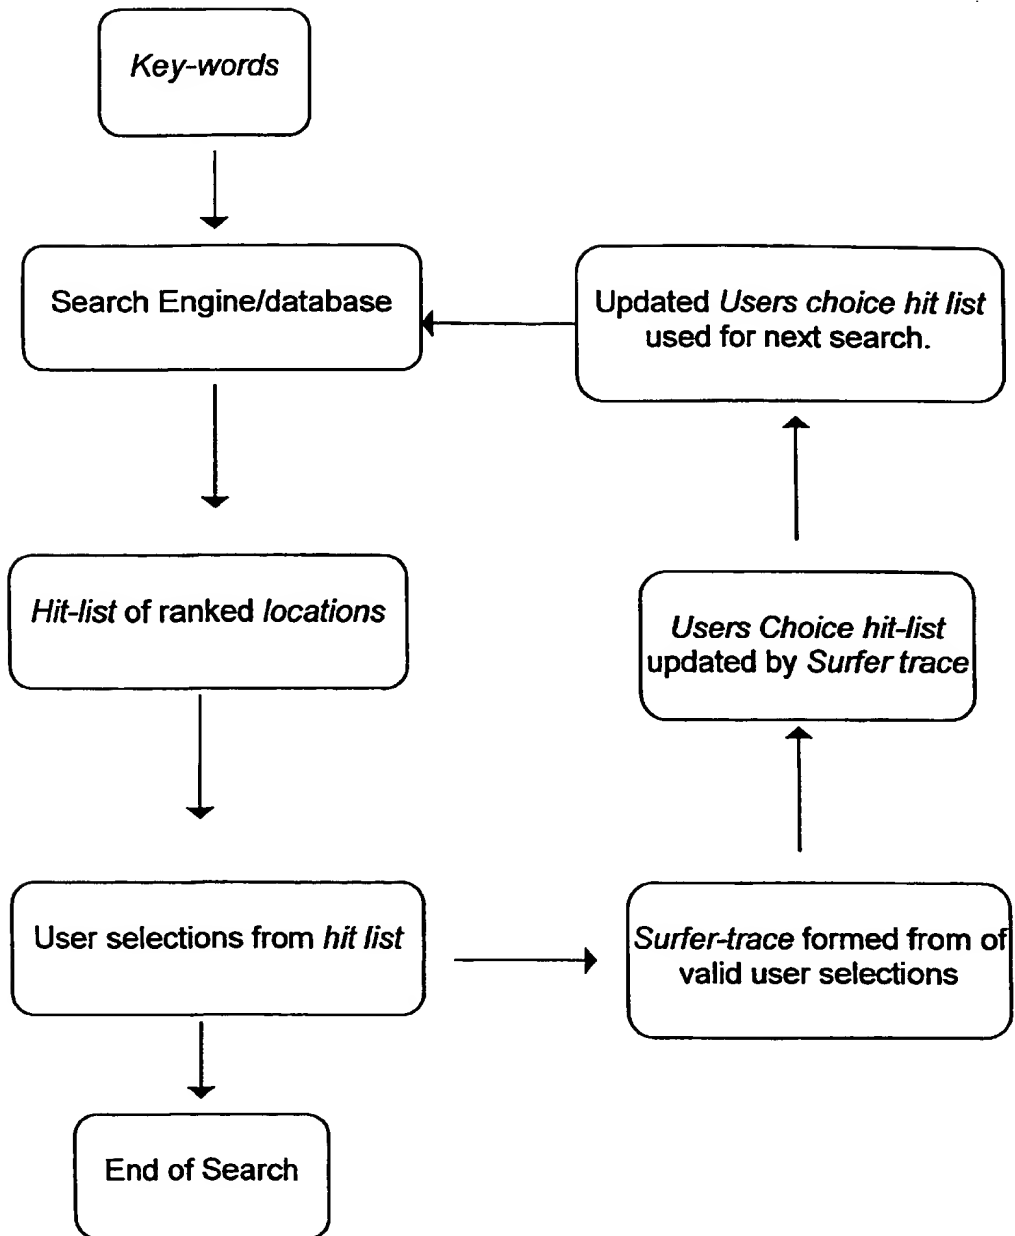 Key-words
Search Engine/database
Updated Users choice hit list
used for next search.
Hit-list of ranked locations
Users Choice hit-list
updated by Surfer trace
User selections from hit list
Surfer-trace formed from of
valid user selections
End of Search